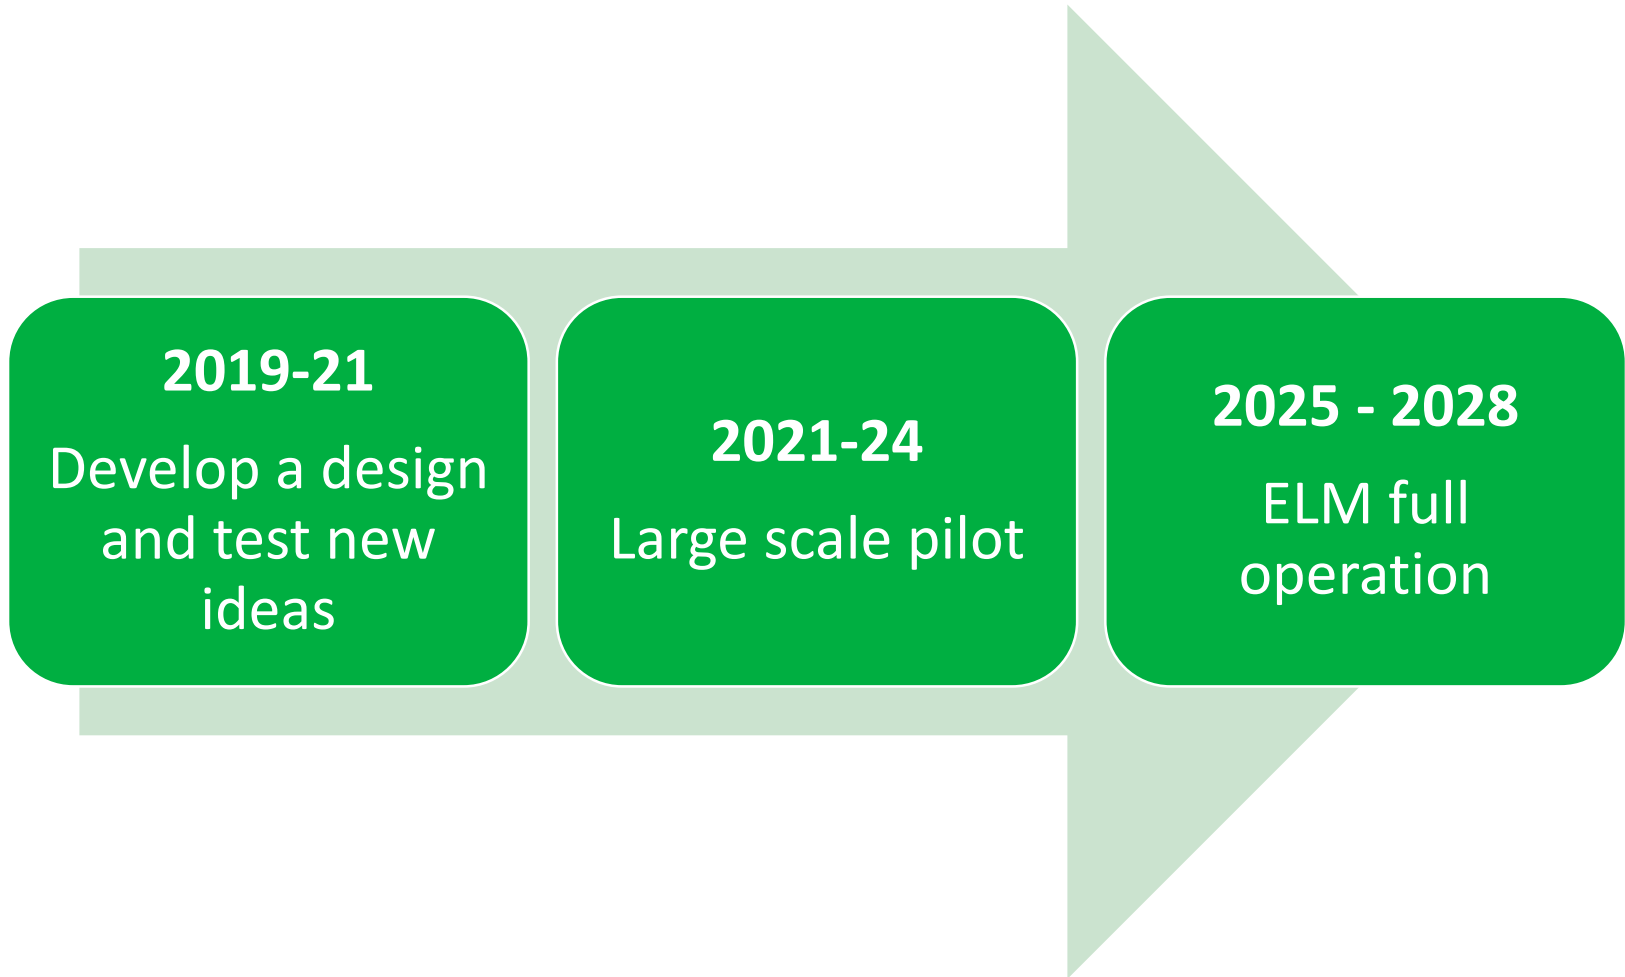 2019-21
Develop a design
and test new
ideas
2021-24
Large scale pilot
2025 - 2028
ELM full
operation